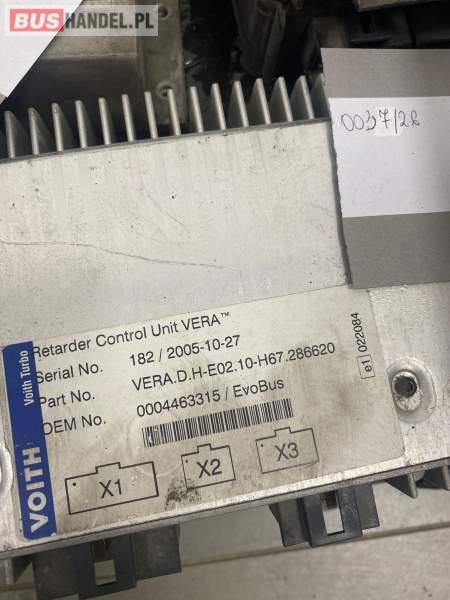 BUSHANDEL.PL
0037/26
Retarder Control Unit VERA™
Serial No. 182 / 2005-10-27
Part No. VERA.D.H-E02.10-H67.286620
OEM No. 0004463315 / EvoBus
e1 022084
X1 X2 X3
VOITH Voith Turbo